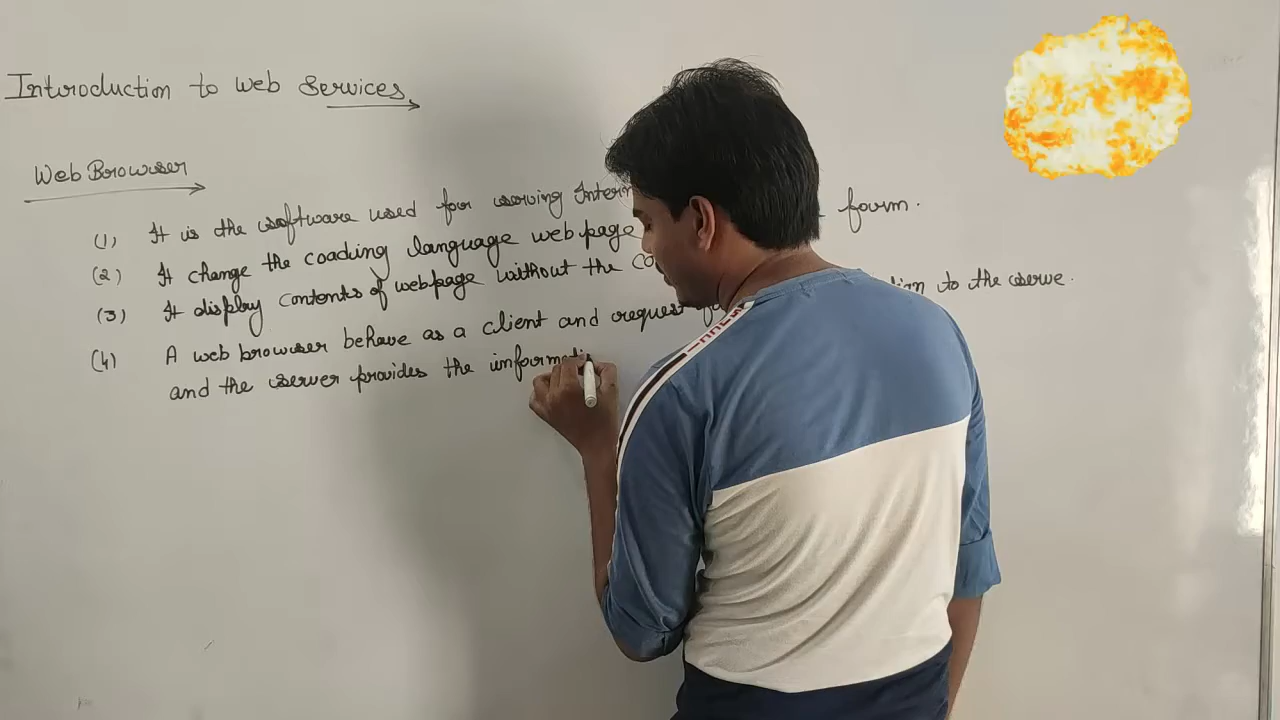 Introduction to web Services
Web Browser
(1) It is the software used for serving Intern form.
(2) It change the coading language webpage
(3) It display contents of webpage without the co
(4) A web browser behave as a client and request to the serve.
and the server provides the informati